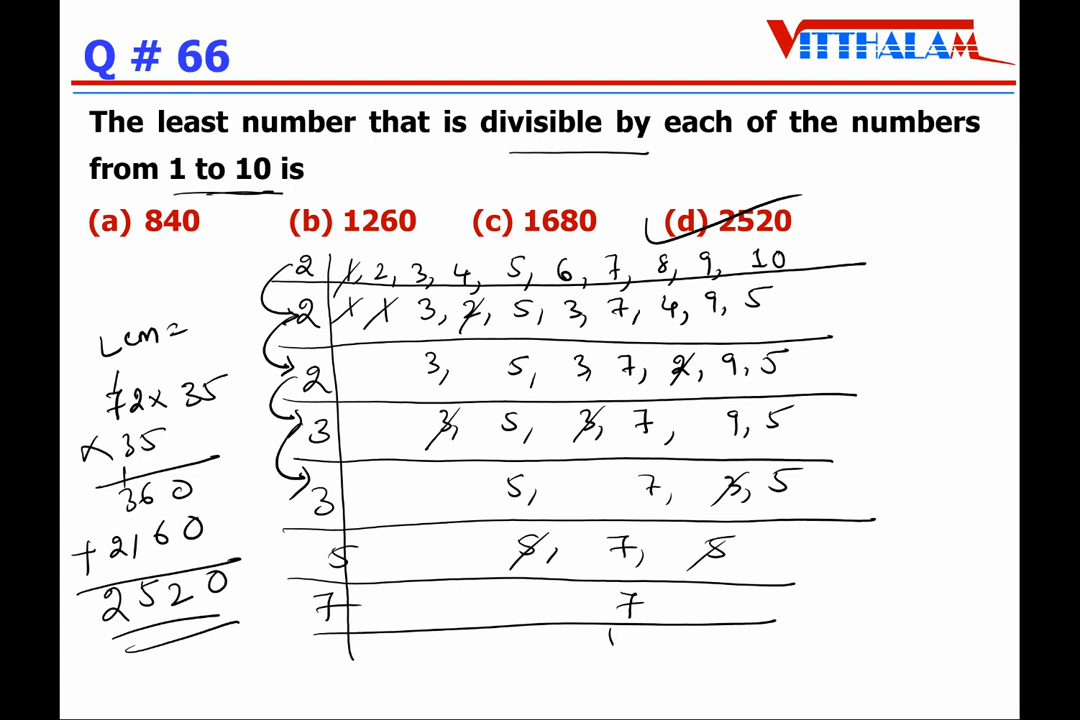 Q # 66
VITTHALAM
The least number that is divisible by each of the numbers
from 1 to 10 is
(a) 840 (b) 1260 (c) 1680 (d) 2520
2 1, 2, 3, 4, 5, 6, 7, 8, 9, 10
2 1 1 3, 2, 5, 3, 7, 4, 9, 5
2 3, 5, 3, 7, 2, 9, 5
3 3, 5, 3, 7, 9, 5
3 5, 7, 3, 5
5 5, 7, 5
7 7
1
Lcm =
1
72 x 35
x 35
1
360
+ 2160
2520